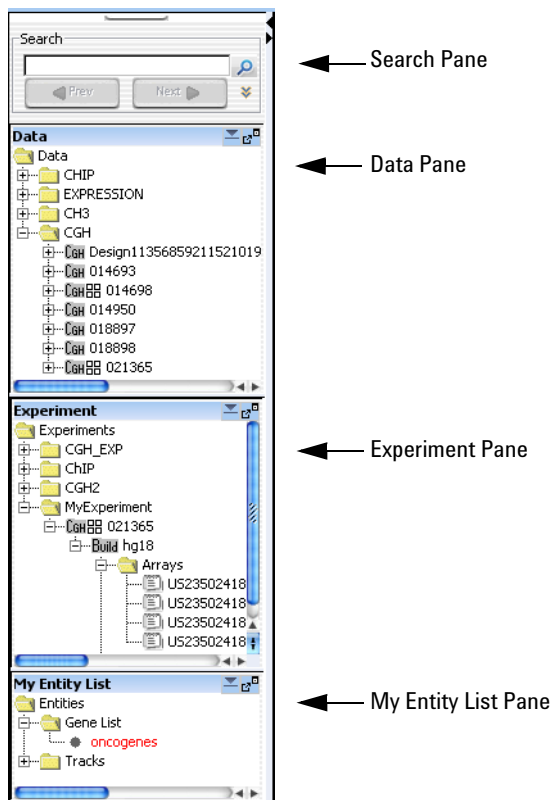 Search
Search Pane
Prev
Next
Data
Data Pane
Data
CHIP
EXPRESSION
CH3
CGH
CGH Design11356859211521019
CGH 014693
CGH 014698
CGH 014950
CGH 018897
CGH 018898
CGH 021365
Experiment
Experiments
Experiment Pane
CGH_EXP
ChIP
CGH2
MyExperiment
CGH 021365
Build hg18
Arrays
US23502418
US23502418
US23502418
US23502418
My Entity List
My Entity List Pane
Entities
Gene List
oncogenes
Tracks